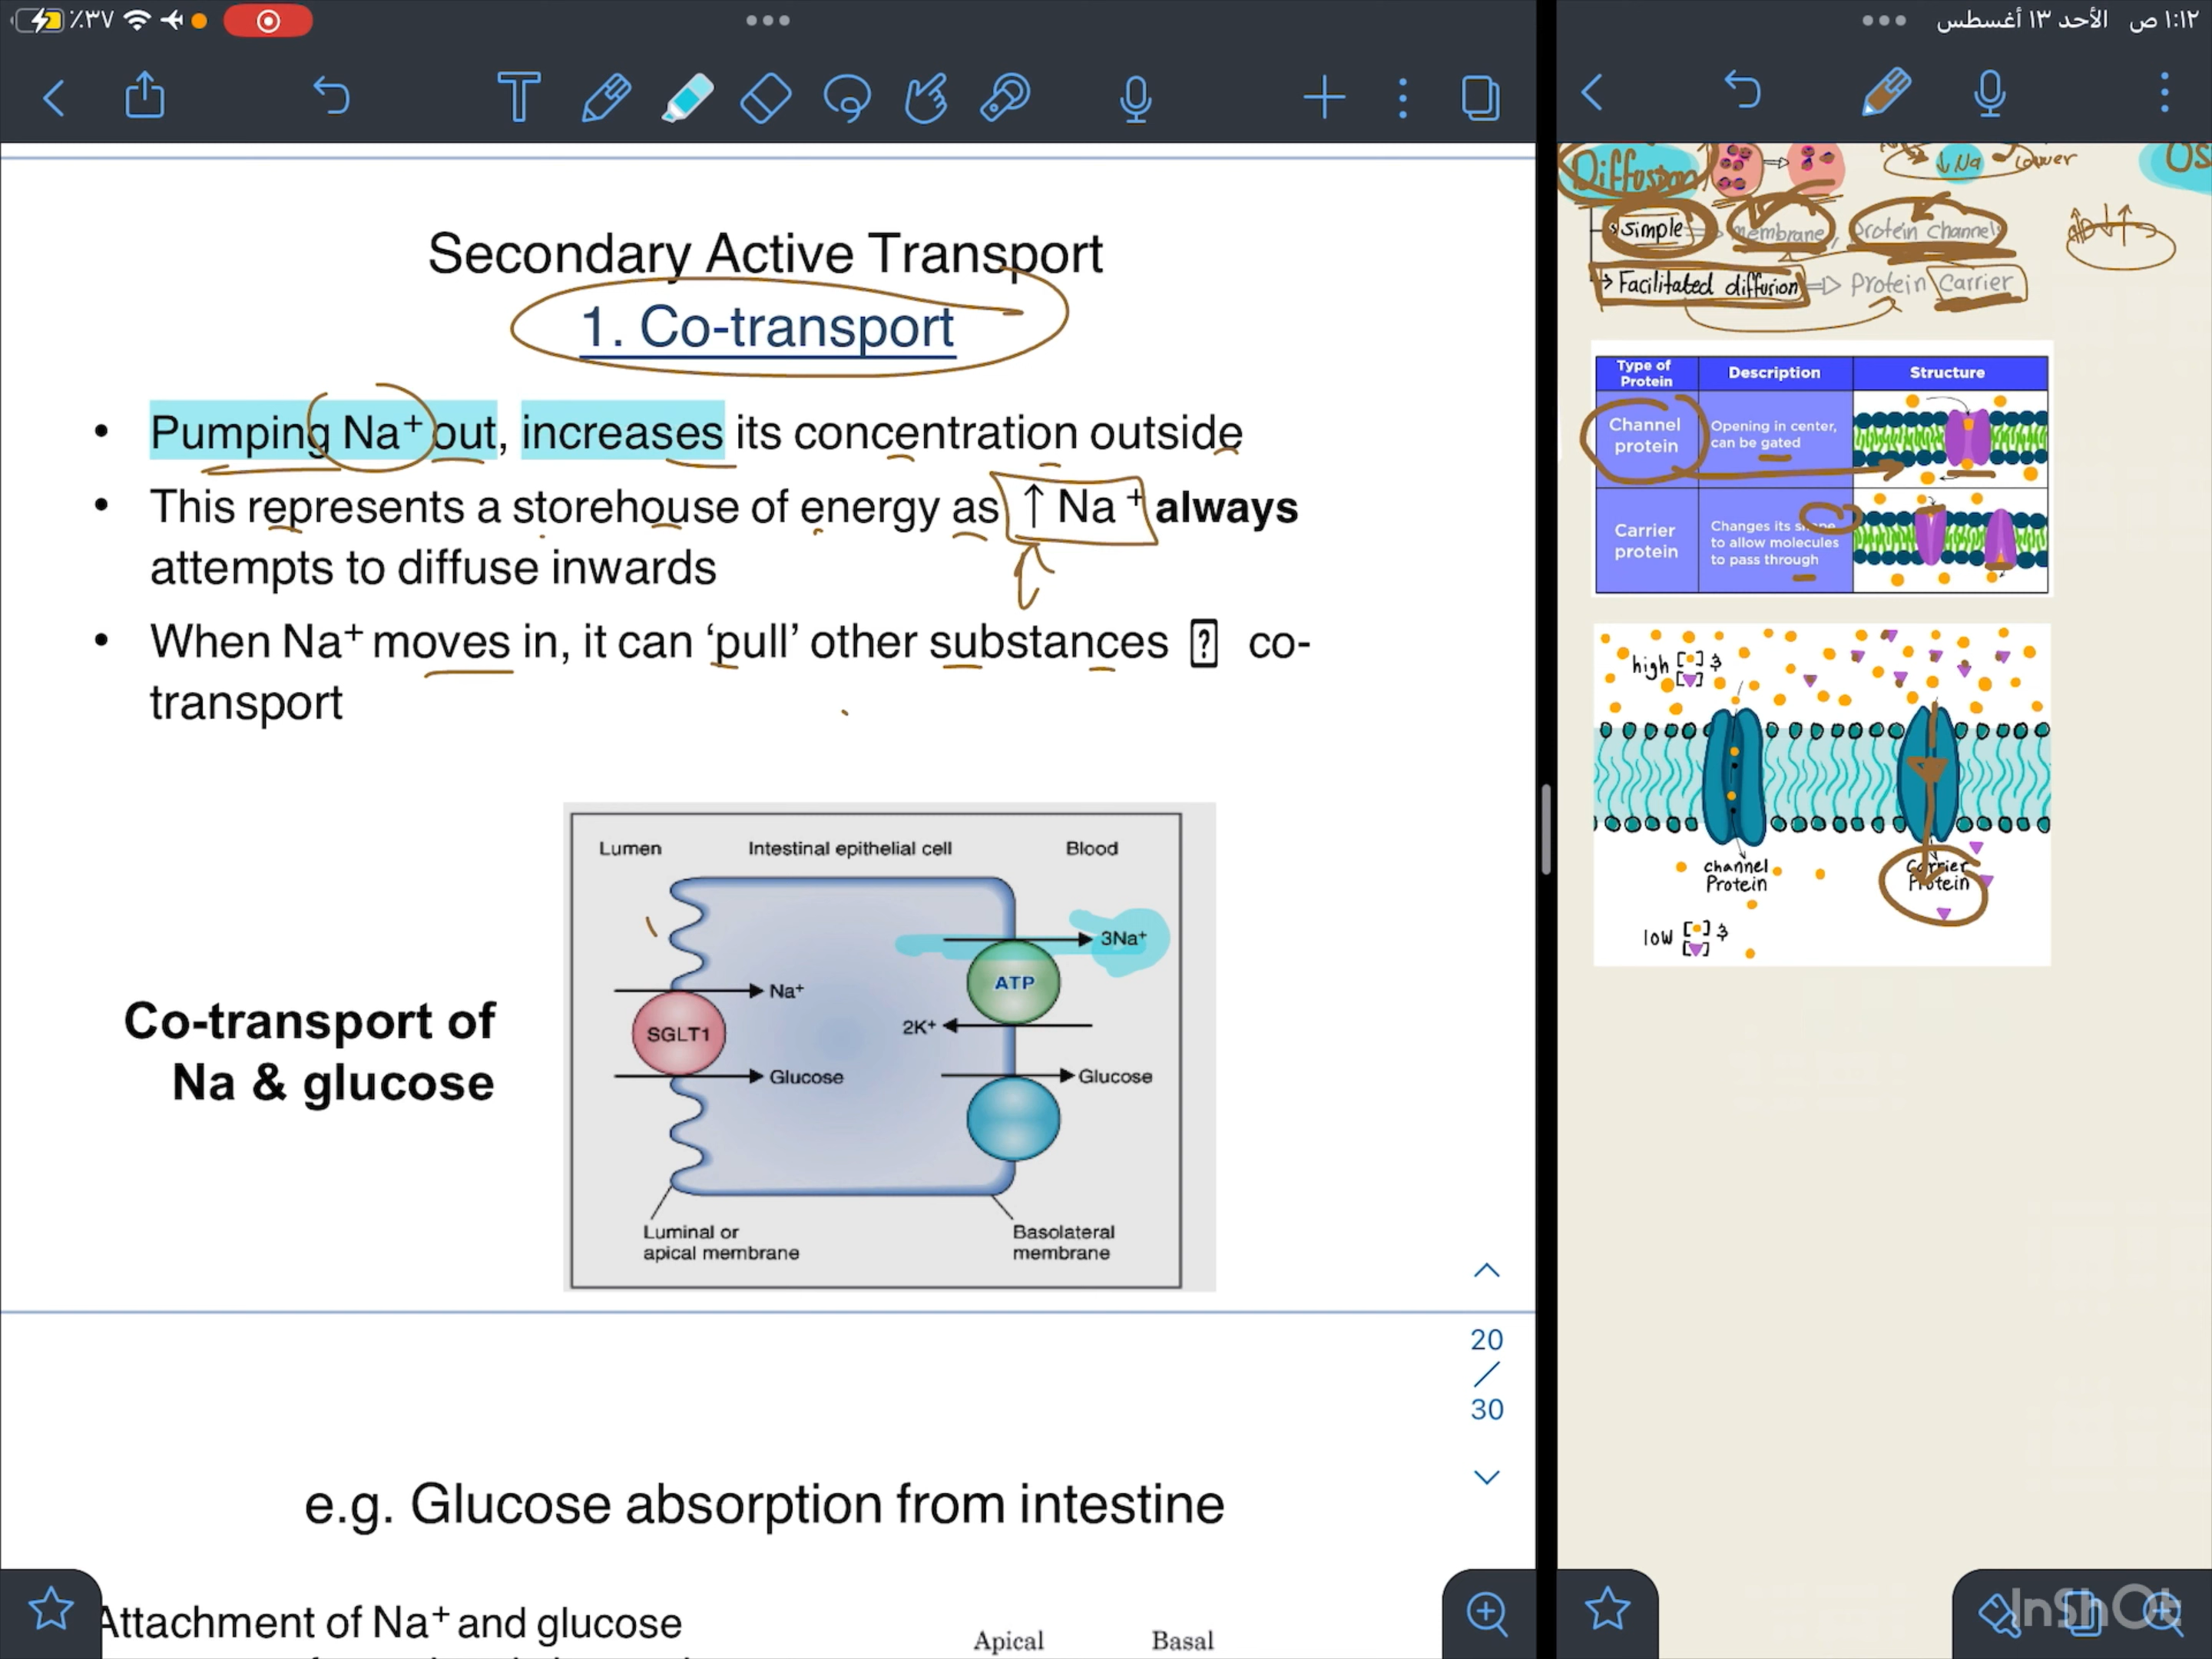 ٪٣٧
١:١٢ ص الأحد ١٣ أغسطس
Secondary Active Transport
1. Co-transport
• Pumping Na+ out, increases its concentration outside
• This represents a storehouse of energy as ↑ Na + always
attempts to diffuse inwards
• When Na+ moves in, it can ‘pull’ other substances ? co-
transport
Co-transport of
Na & glucose
Lumen Intestinal epithelial cell Blood
3Na+
ATP
Na+
2K+
SGLT1
Glucose
Glucose
Luminal or
apical membrane
Basolateral
membrane
20
/
30
e.g. Glucose absorption from intestine
Attachment of Na+ and glucose
Apical Basal
Diffusion
↓ Na lower
OS
Simple ⇒ membrane, Protein Channels
→ Facilitated diffusion ⇒ Protein Carrier
Type of
Protein
Description
Structure
Channel
protein
Opening in center,
can be gated
Carrier
protein
Changes its shape
to allow molecules
to pass through
high [ ] &
[ ]
channel
Protein
Carrier
Protein
low [ ] &
[ ]
InShOt